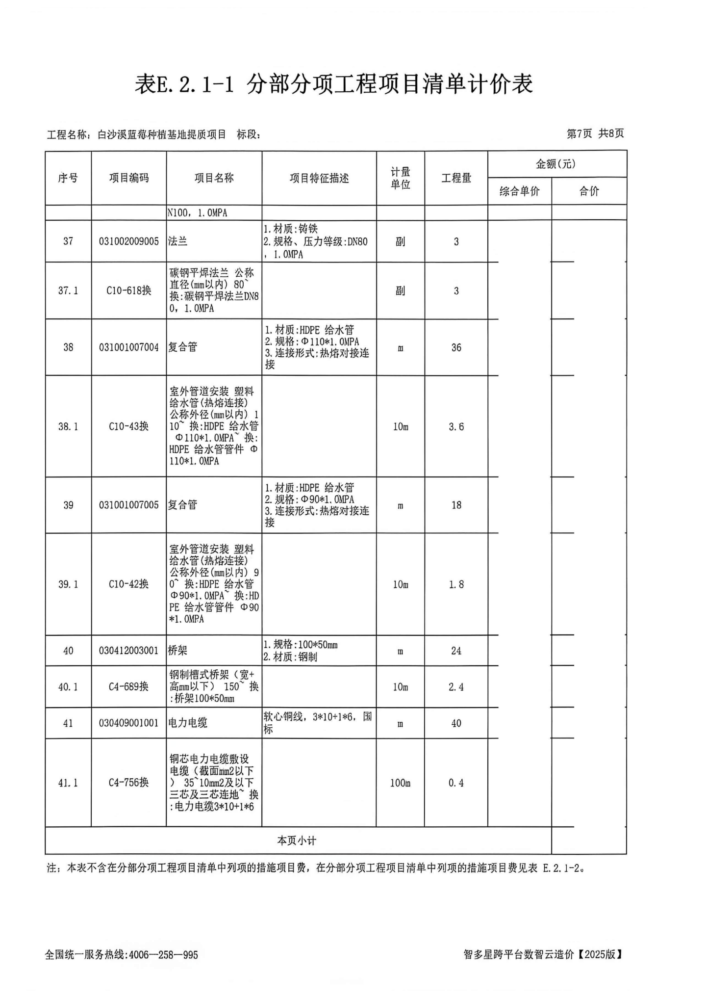 表E.2.1-1 分部分项工程项目清单计价表
工程名称：白沙溪蓝莓种植基地提质项目 标段：
第7页 共8页
序号
项目编码
项目名称
项目特征描述
计量
单位
工程量
金额(元)
综合单价
合价
N100，1.0MPA
37
031002009005
法兰
1.材质:铸铁
2.规格、压力等级:DN80
，1.0MPA
副
3
37.1
C10-618换
碳钢平焊法兰 公称
直径(mm以内) 80~
换:碳钢平焊法兰DN8
0，1.0MPA
副
3
38
031001007004
复合管
1.材质:HDPE 给水管
2.规格:Φ110*1.0MPA
3.连接形式:热熔对接连
接
m
36
38.1
C10-43换
室外管道安装 塑料
给水管(热熔连接)
公称外径(mm以内) 1
10~ 换:HDPE 给水管
Φ110*1.0MPA~ 换:
HDPE 给水管管件 Φ
110*1.0MPA
10m
3.6
39
031001007005
复合管
1.材质:HDPE 给水管
2.规格:Φ90*1.0MPA
3.连接形式:热熔对接连
接
m
18
39.1
C10-42换
室外管道安装 塑料
给水管(热熔连接)
公称外径(mm以内) 9
0~ 换:HDPE 给水管
Φ90*1.0MPA~ 换:HD
PE 给水管管件 Φ90
*1.0MPA
10m
1.8
40
030412003001
桥架
1.规格:100*50mm
2.材质:钢制
m
24
40.1
C4-689换
钢制槽式桥架（宽+
高mm以下） 150~ 换
:桥架100*50mm
10m
2.4
41
030409001001
电力电缆
软心铜线，3*10+1*6，国
标
m
40
41.1
C4-756换
铜芯电力电缆敷设
电缆（截面mm2以下
） 35~10mm2及以下
三芯及三芯连地~ 换
:电力电缆3*10+1*6
100m
0.4
本页小计
注：本表不含在分部分项工程项目清单中列项的措施项目费，在分部分项工程项目清单中列项的措施项目费见表 E.2.1-2。
全国统一服务热线:4006—258—995
智多星跨平台数智云造价【2025版】